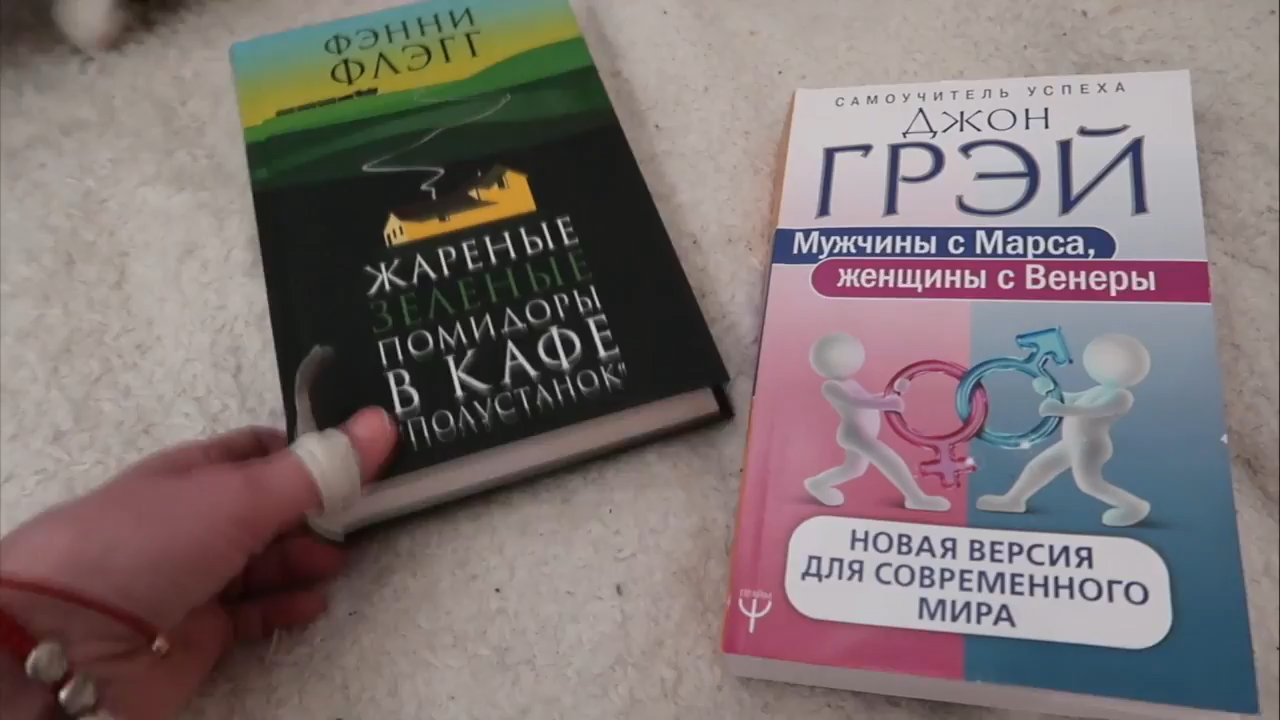 ФЭННИ
ФЛЭГГ
ЖАРЕНЫЕ
ЗЕЛЕНЫЕ
ПОМИДОРЫ
В КАФЕ
"ПОЛУСТАНОК"
САМОУЧИТЕЛЬ УСПЕХА
ДЖОН
ГРЭЙ
Мужчины с Марса,
женщины с Венеры
НОВАЯ ВЕРСИЯ
ДЛЯ СОВРЕМЕННОГО
МИРА
ПРАЙМ